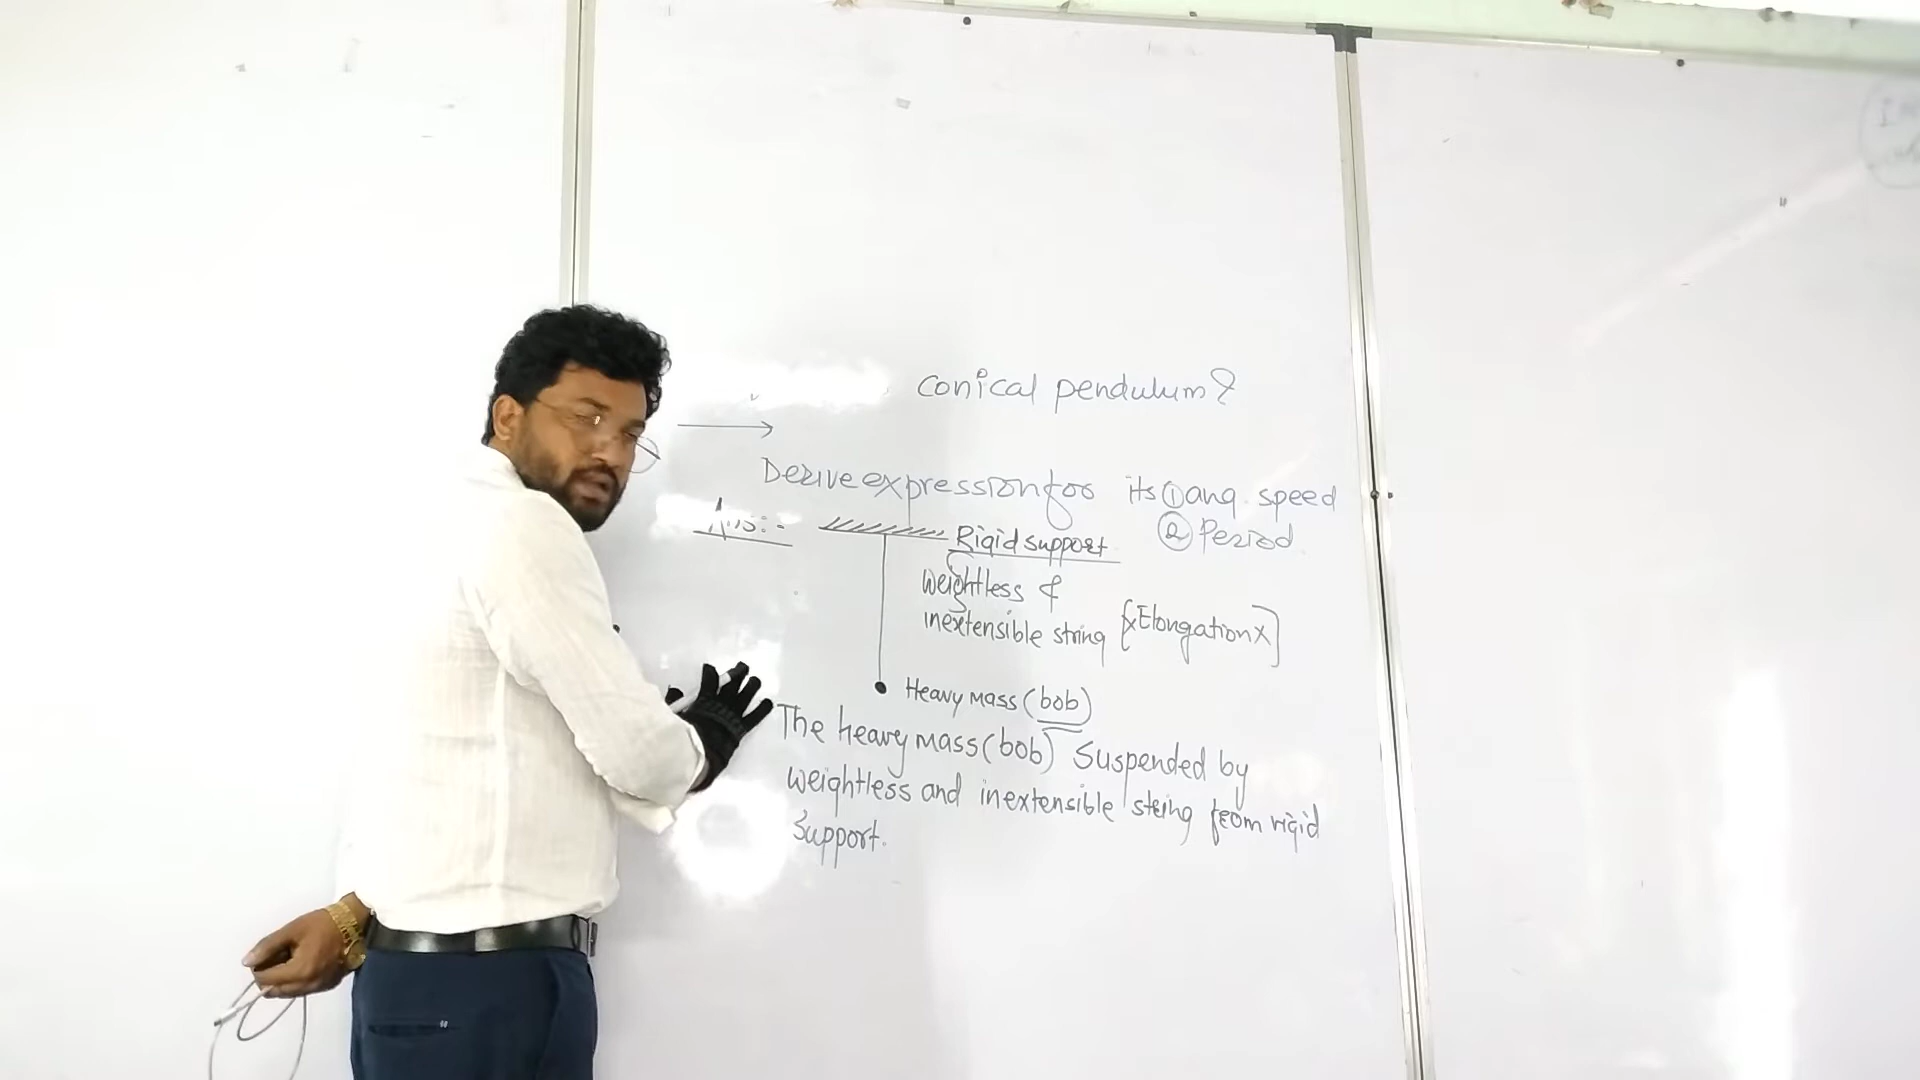 conical pendulum?
Derive expression for its ① ang. speed
② Period
Ans:-
Rigid support
weightless &
inextensible string {xElongationx]
Heavy mass (bob)
The heavy mass (bob) suspended by
weightless and inextensible string from rigid
support.